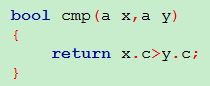 bool cmp(a x,a y)
{
    return x.c>y.c;
}